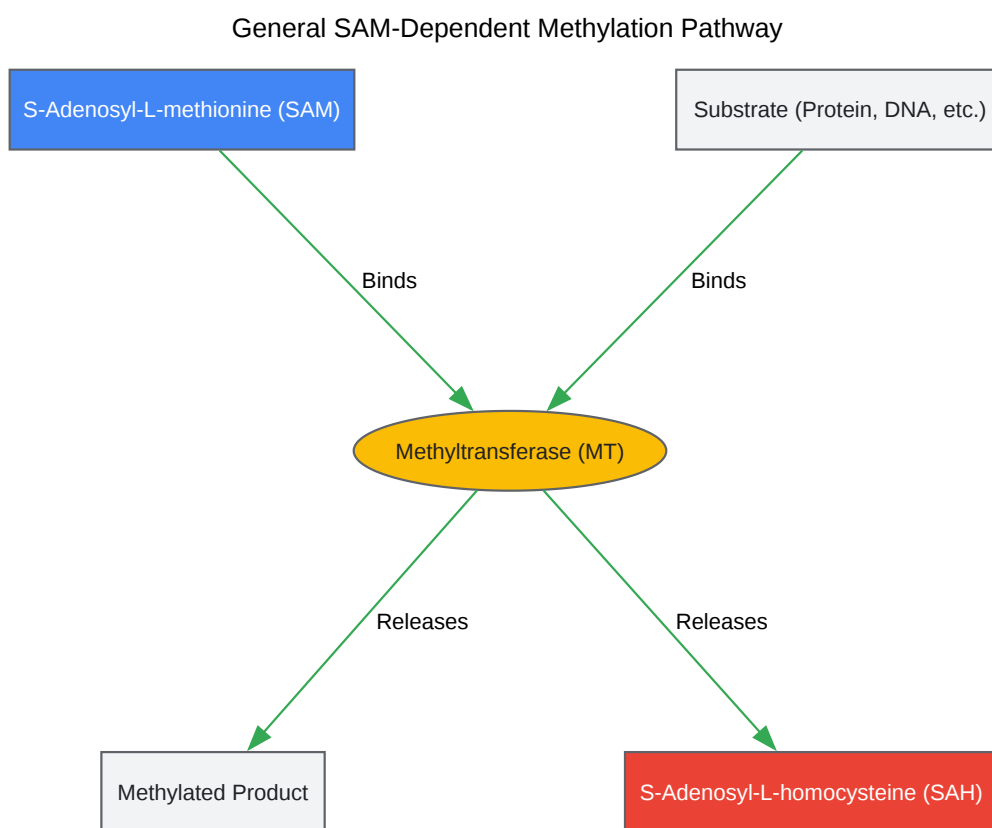 General SAM-Dependent Methylation Pathway
S-Adenosyl-L-methionine (SAM)
Substrate (Protein, DNA, etc.)
Binds
Binds
Methyltransferase (MT)
Releases
Releases
Methylated Product
S-Adenosyl-L-homocysteine (SAH)